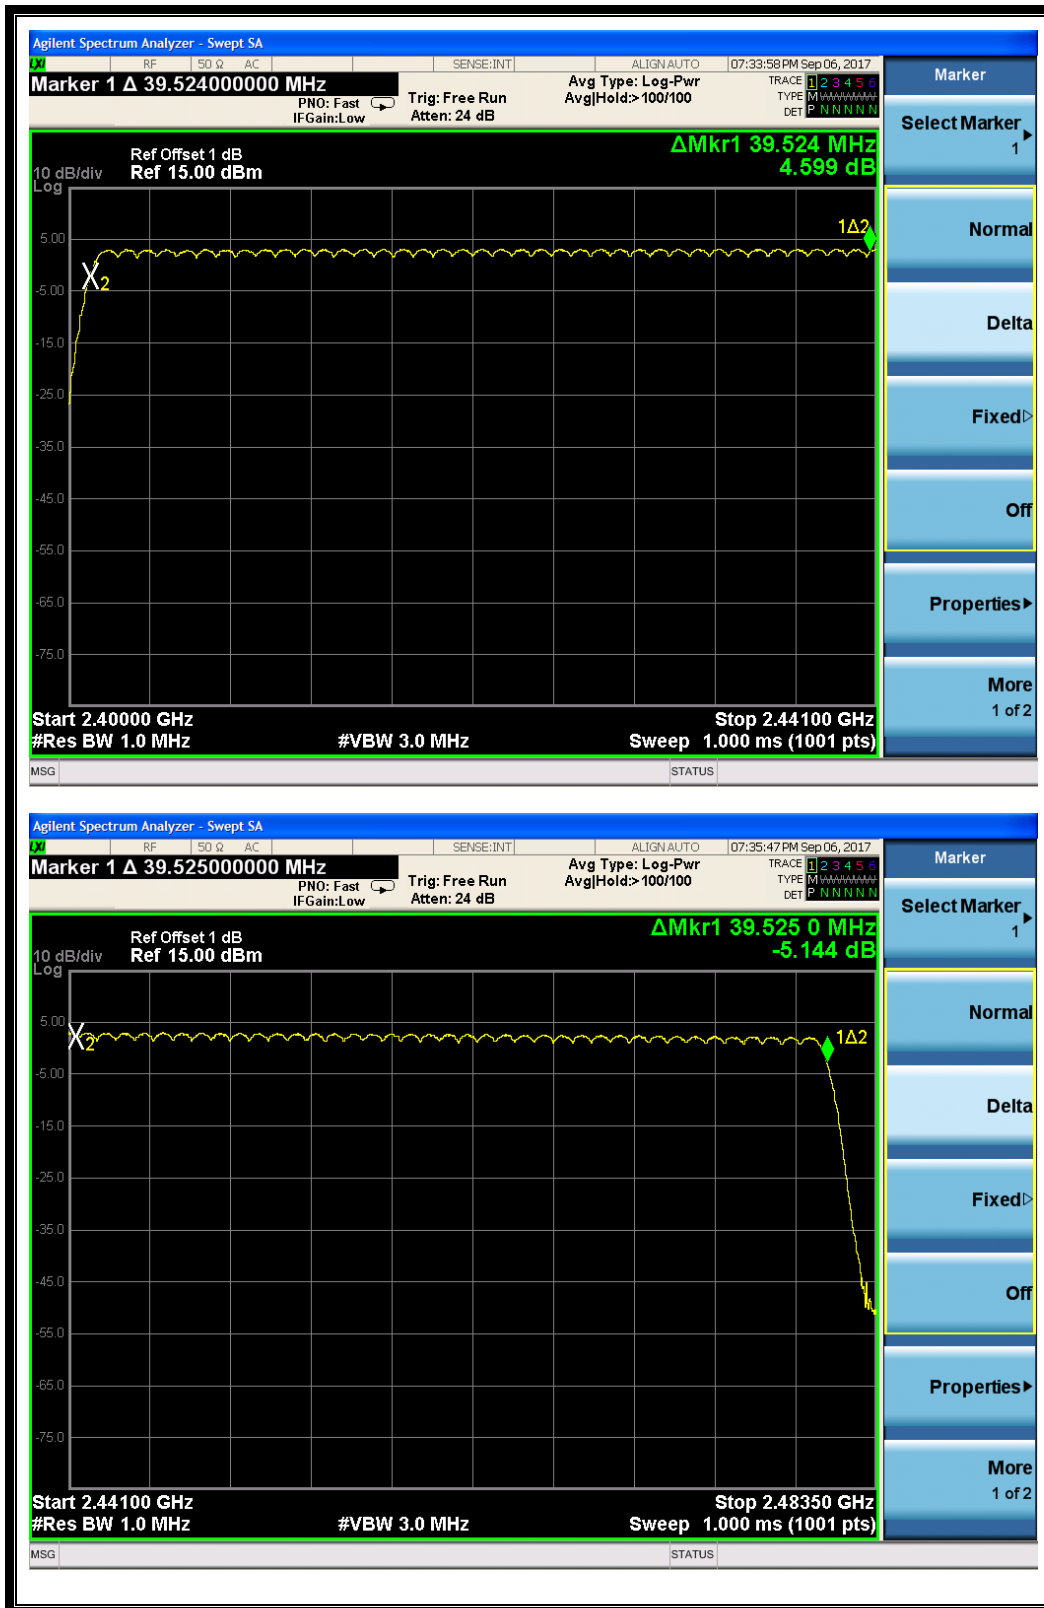 Agilent Spectrum Analyzer - Swept SA
LXI RF 50 Ω AC SENSE:INT ALIGN AUTO 07:33:58 PM Sep 06, 2017
Marker 1 Δ 39.524000000 MHz
PNO: Fast
IFGain:Low
Trig: Free Run
Atten: 24 dB
Avg Type: Log-Pwr
Avg|Hold:> 100/100
TRACE 1 2 3 4 5 6
TYPE M
DET P N N N N N
ΔMkr1 39.524 MHz
4.599 dB
Ref Offset 1 dB
10 dB/div Ref 15.00 dBm
Log
5.00
-5.00
-15.0
-25.0
-35.0
-45.0
-55.0
-65.0
-75.0
1Δ2
X2
Start 2.40000 GHz Stop 2.44100 GHz
#Res BW 1.0 MHz #VBW 3.0 MHz Sweep 1.000 ms (1001 pts)
MSG STATUS
Marker
Select Marker
1
Normal
Delta
Fixed
Off
Properties
More
1 of 2
Agilent Spectrum Analyzer - Swept SA
LXI RF 50 Ω AC SENSE:INT ALIGN AUTO 07:35:47 PM Sep 06, 2017
Marker 1 Δ 39.525000000 MHz
PNO: Fast
IFGain:Low
Trig: Free Run
Atten: 24 dB
Avg Type: Log-Pwr
Avg|Hold:> 100/100
TRACE 1 2 3 4 5 6
TYPE M
DET P N N N N N
ΔMkr1 39.525 0 MHz
-5.144 dB
Ref Offset 1 dB
10 dB/div Ref 15.00 dBm
Log
5.00
-5.00
-15.0
-25.0
-35.0
-45.0
-55.0
-65.0
-75.0
X2
1Δ2
Start 2.44100 GHz Stop 2.48350 GHz
#Res BW 1.0 MHz #VBW 3.0 MHz Sweep 1.000 ms (1001 pts)
MSG STATUS
Marker
Select Marker
1
Normal
Delta
Fixed
Off
Properties
More
1 of 2